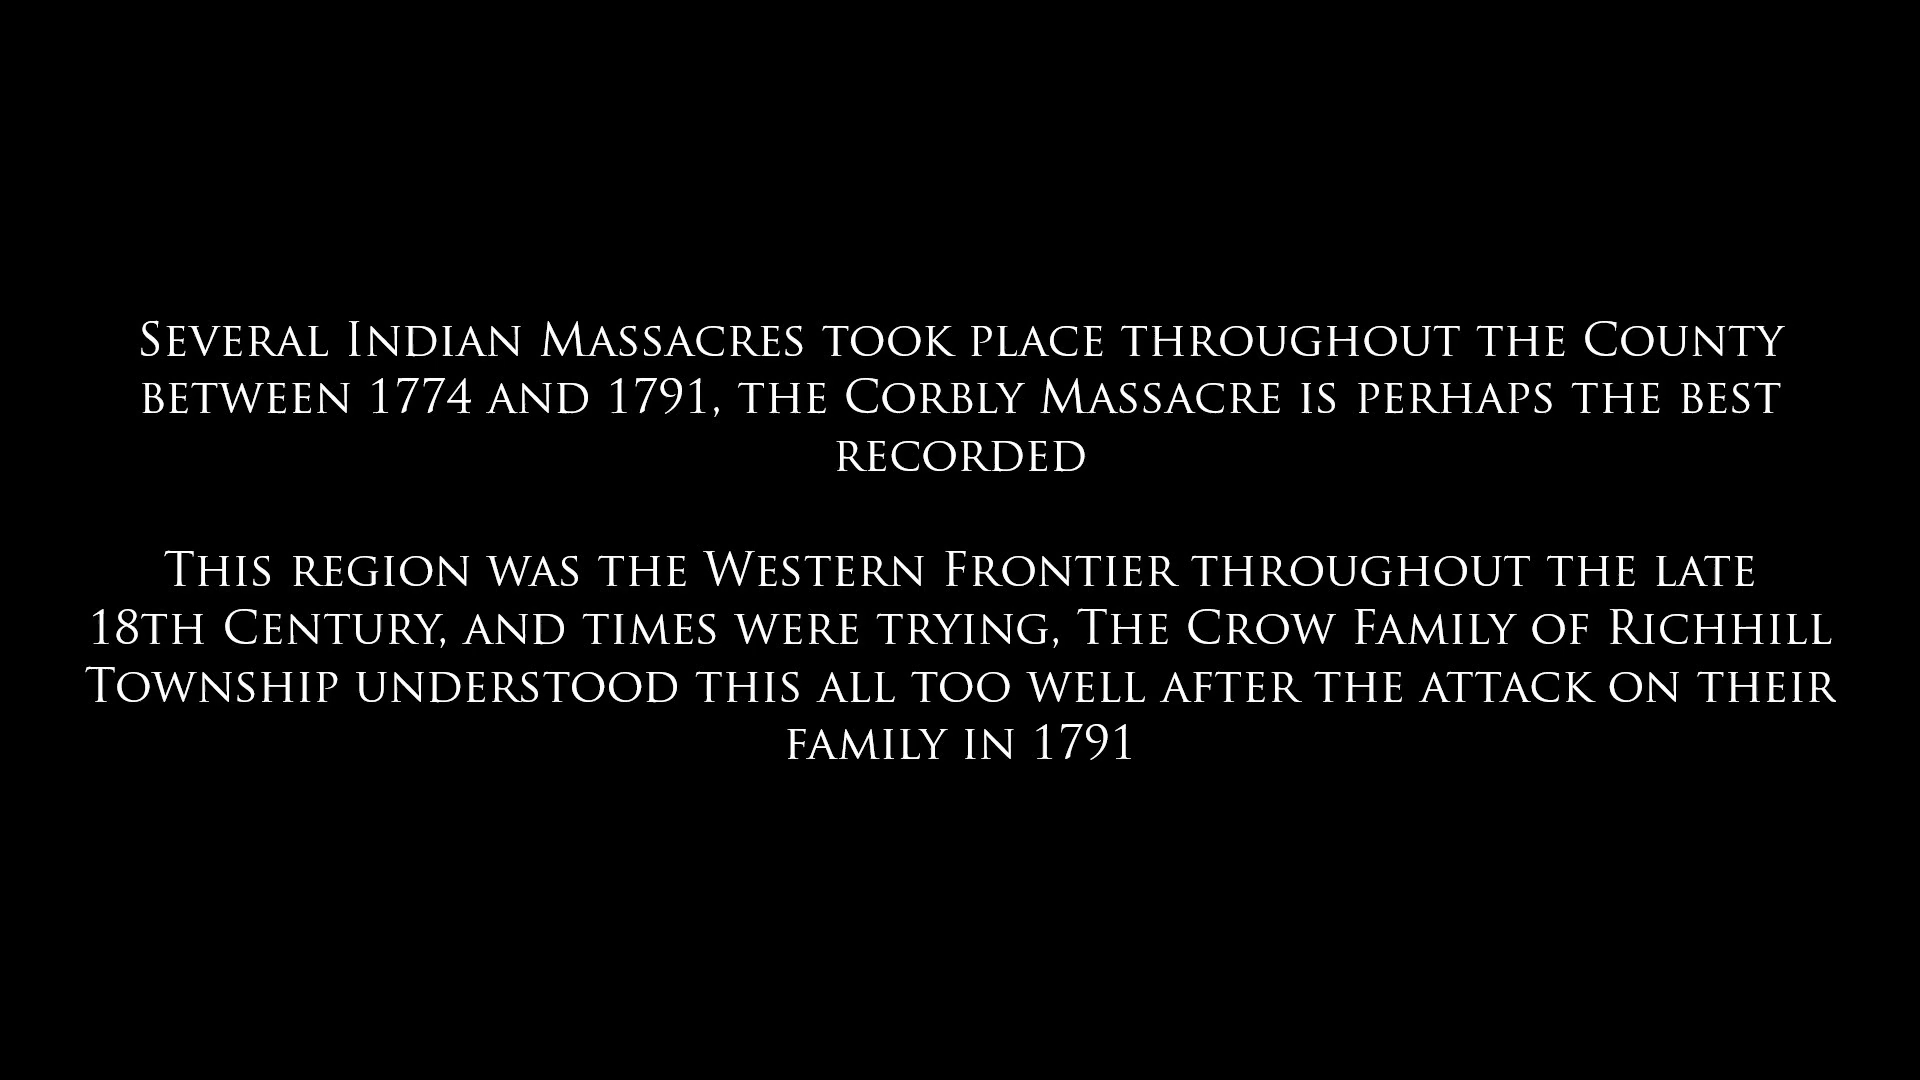 Several Indian Massacres took place throughout the County
between 1774 and 1791, the Corbly Massacre is perhaps the best
recorded
This region was the Western Frontier throughout the late
18th Century, and times were trying, The Crow Family of Richhill
Township understood this all too well after the attack on their
family in 1791